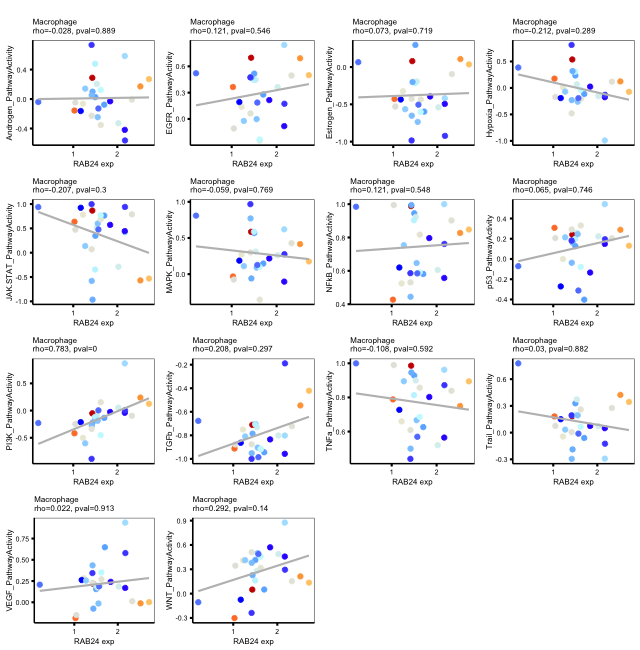 Macrophage
rho=-0.028, pval=0.889
Androgen_PathwayActivity
0.4
0.0
-0.4
1
2
RAB24 exp
Macrophage
rho=0.121, pval=0.546
EGFR_PathwayActivity
0.8
0.4
0.0
1
2
RAB24 exp
Macrophage
rho=0.073, pval=0.719
Estrogen_PathwayActivity
0.0
-0.5
-1.0
1
2
RAB24 exp
Macrophage
rho=-0.212, pval=0.289
Hypoxia_PathwayActivity
0.5
0.0
-0.5
-1.0
1
2
RAB24 exp
Macrophage
rho=-0.207, pval=0.3
JAK.STAT_PathwayActivity
1.0
0.5
0.0
-0.5
-1.0
1
2
RAB24 exp
Macrophage
rho=-0.059, pval=0.769
MAPK_PathwayActivity
1.0
0.5
0.0
1
2
RAB24 exp
Macrophage
rho=0.121, pval=0.548
NFkB_PathwayActivity
1.0
0.8
0.6
0.4
1
2
RAB24 exp
Macrophage
rho=0.065, pval=0.746
p53_PathwayActivity
0.4
0.2
0.0
-0.2
-0.4
1
2
RAB24 exp
Macrophage
rho=0.783, pval=0
PI3K_PathwayActivity
0.5
0.0
-0.5
1
2
RAB24 exp
Macrophage
rho=0.208, pval=0.297
TGFb_PathwayActivity
-0.2
-0.4
-0.6
-0.8
-1.0
1
2
RAB24 exp
Macrophage
rho=-0.108, pval=0.592
TNFa_PathwayActivity
1.0
0.8
0.6
1
2
RAB24 exp
Macrophage
rho=0.03, pval=0.882
Trail_PathwayActivity
0.6
0.3
0.0
-0.3
1
2
RAB24 exp
Macrophage
rho=0.022, pval=0.913
VEGF_PathwayActivity
0.75
0.50
0.25
0.00
1
2
RAB24 exp
Macrophage
rho=0.292, pval=0.14
WNT_PathwayActivity
0.9
0.6
0.3
0.0
-0.3
1
2
RAB24 exp